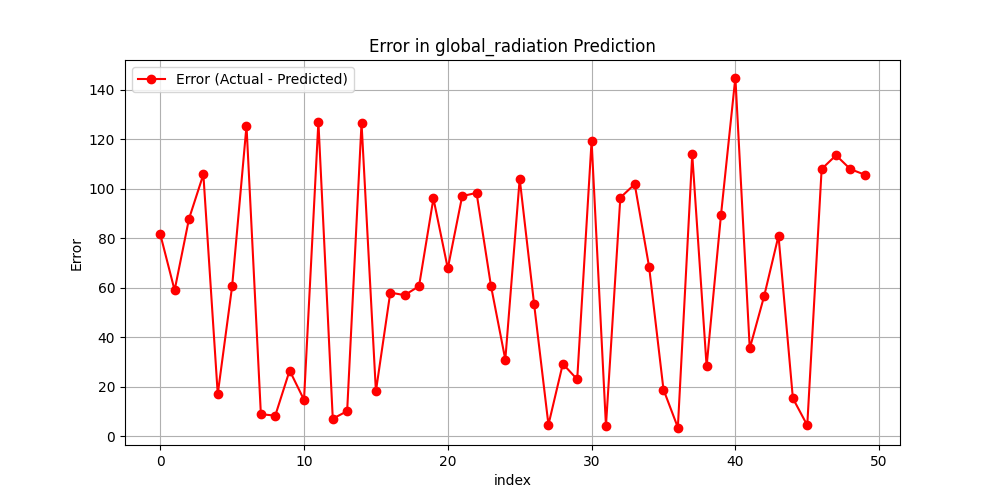 Error in global_radiation Prediction
Error (Actual - Predicted)
140
120
100
80
60
40
20
0
Error
0 10 20 30 40 50
index